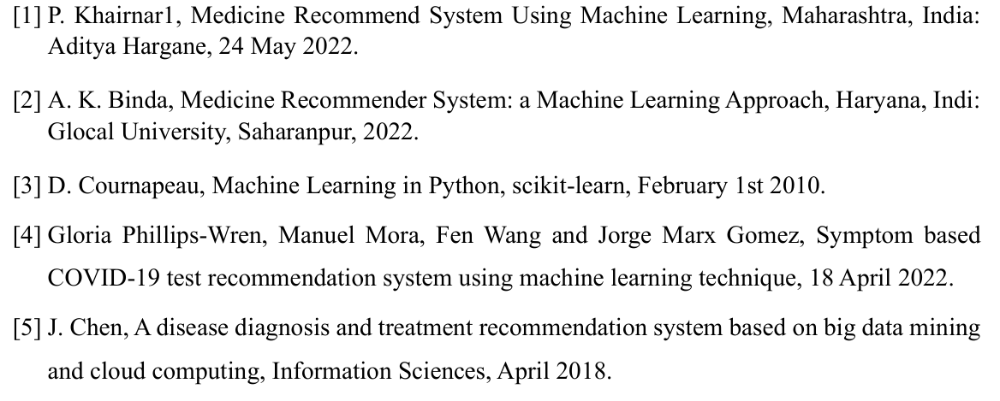 [1] P. Khairnar1, Medicine Recommend System Using Machine Learning, Maharashtra, India:
Aditya Hargane, 24 May 2022.
[2] A. K. Binda, Medicine Recommender System: a Machine Learning Approach, Haryana, Indi:
Glocal University, Saharanpur, 2022.
[3] D. Cournapeau, Machine Learning in Python, scikit-learn, February 1st 2010.
[4] Gloria Phillips-Wren, Manuel Mora, Fen Wang and Jorge Marx Gomez, Symptom based
COVID-19 test recommendation system using machine learning technique, 18 April 2022.
[5] J. Chen, A disease diagnosis and treatment recommendation system based on big data mining
and cloud computing, Information Sciences, April 2018.